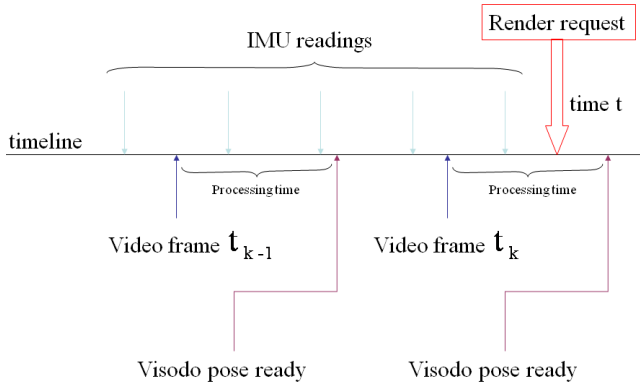 Render request
IMU readings
time t
timeline
Processing time
Processing time
Video frame t k-1
Video frame t k
Visodo pose ready
Visodo pose ready